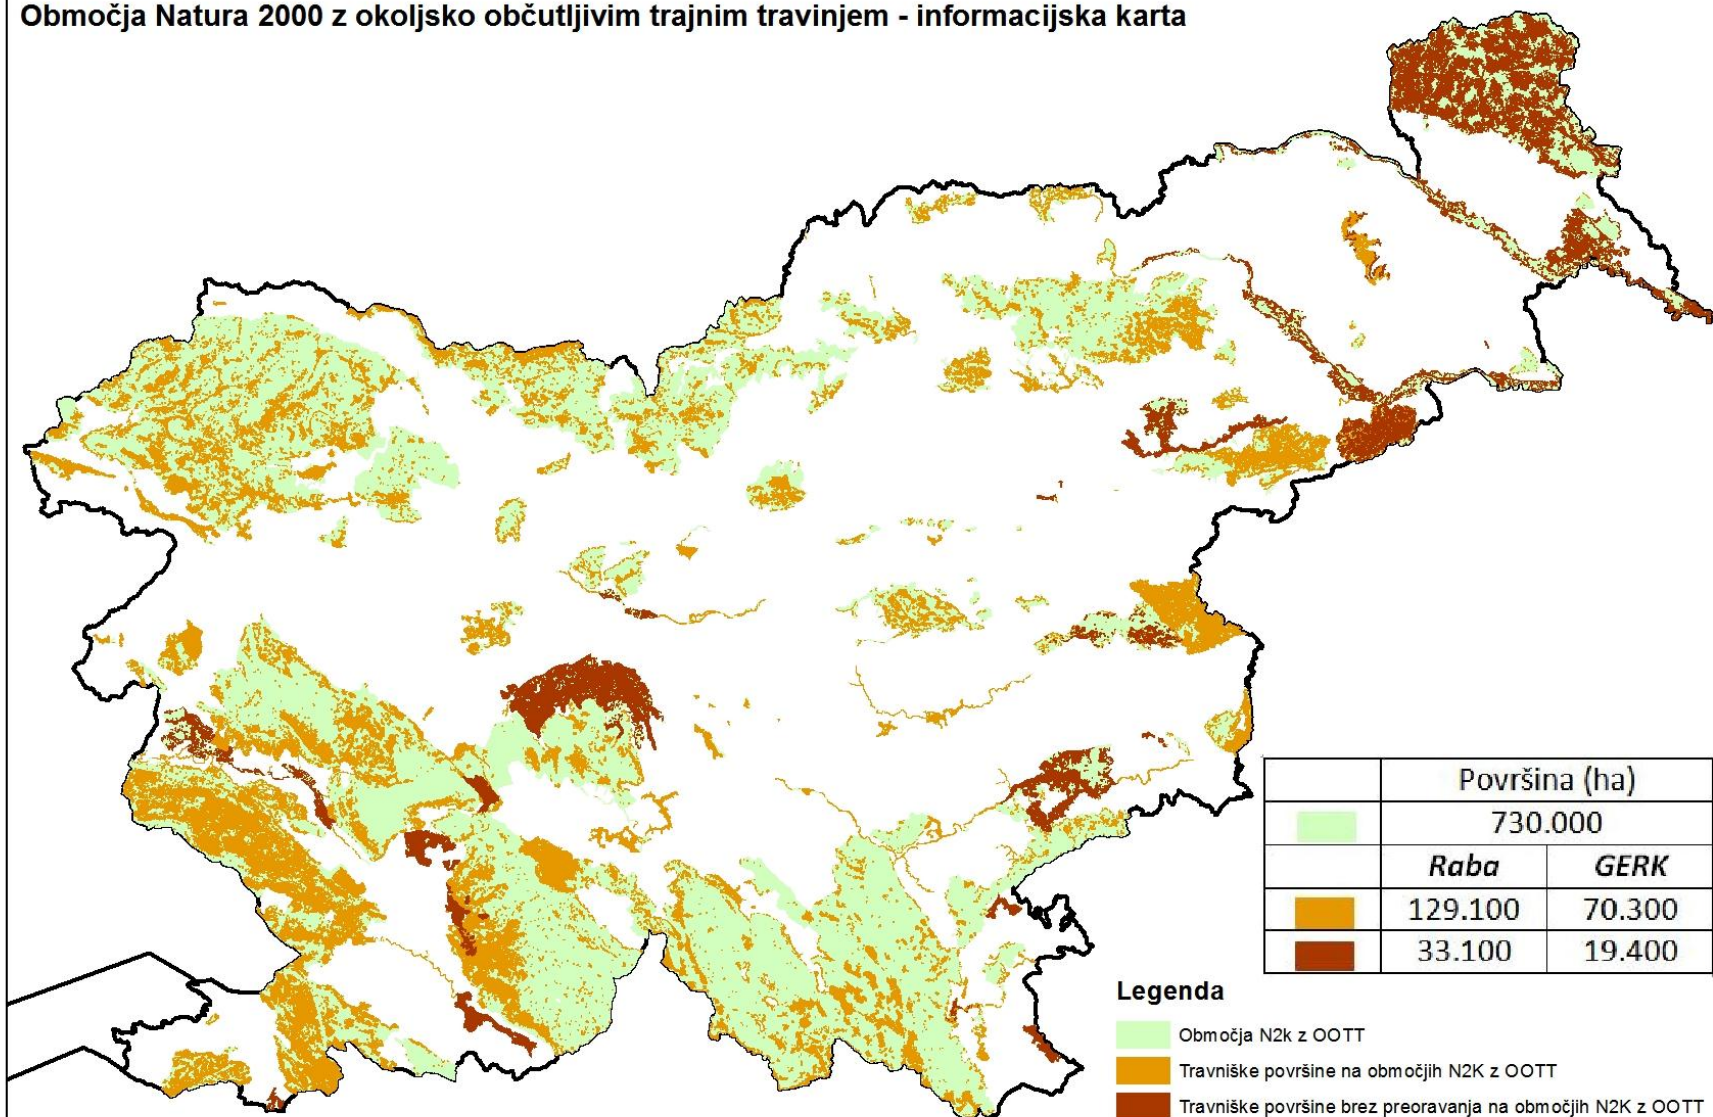 Območja Natura 2000 z okoljsko občutljivim trajnim travinjem - informacijska karta
Površina (ha)
730.000
Raba GERK
129.100 70.300
33.100 19.400
Legenda
Območja N2k z OOTT
Travniške površine na območjih N2K z OOTT
Travniške površine brez preoravanja na območjih N2K z OOTT